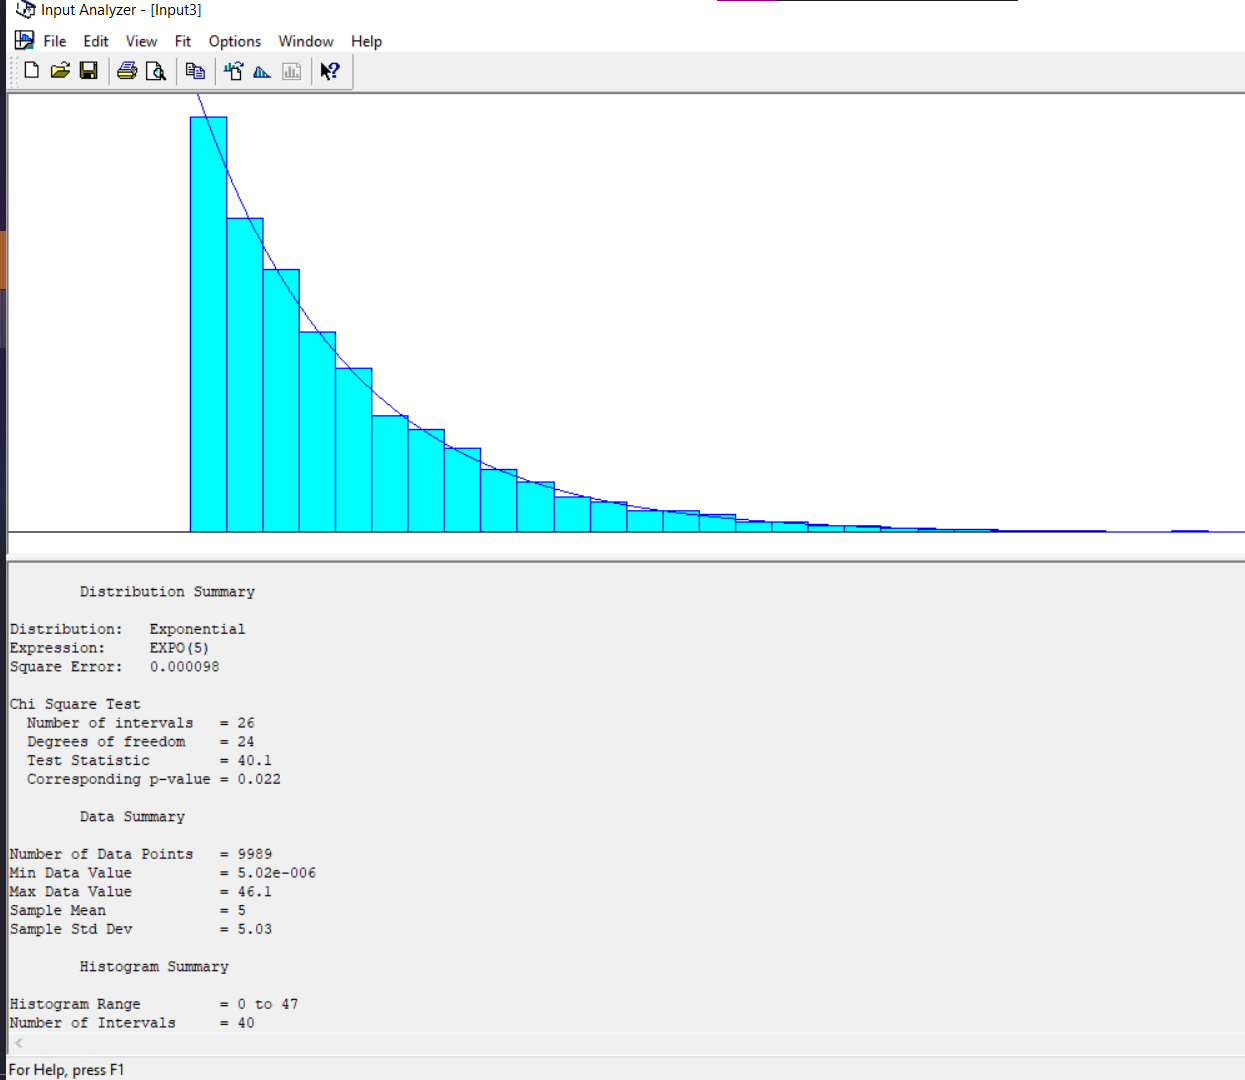 Input Analyzer - [Input3]
File Edit View Fit Options Window Help
Distribution Summary
Distribution: Exponential
Expression: EXPO(5)
Square Error: 0.000098
Chi Square Test
Number of intervals = 26
Degrees of freedom = 24
Test Statistic = 40.1
Corresponding p-value = 0.022
Data Summary
Number of Data Points = 9989
Min Data Value = 5.02e-006
Max Data Value = 46.1
Sample Mean = 5
Sample Std Dev = 5.03
Histogram Summary
Histogram Range = 0 to 47
Number of Intervals = 40
For Help, press F1